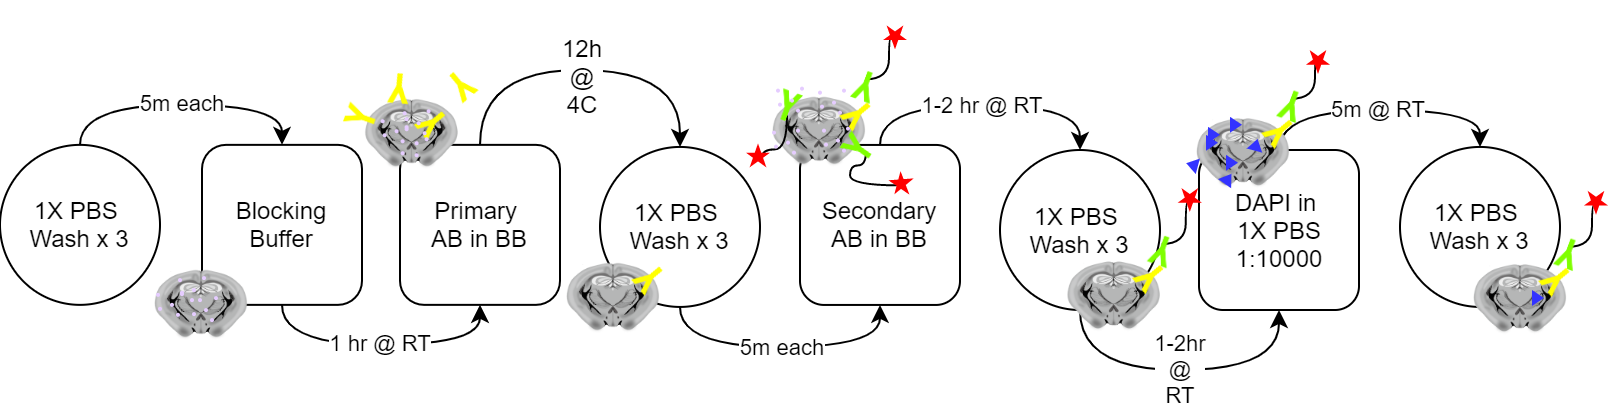 1X PBS
Wash x 3
5m each
Blocking
Buffer
1 hr @ RT
Primary
AB in BB
12h
@
4C
1X PBS
Wash x 3
5m each
Secondary
AB in BB
1-2 hr @ RT
1X PBS
Wash x 3
1-2hr
@
RT
DAPI in
1X PBS
1:10000
5m @ RT
1X PBS
Wash x 3